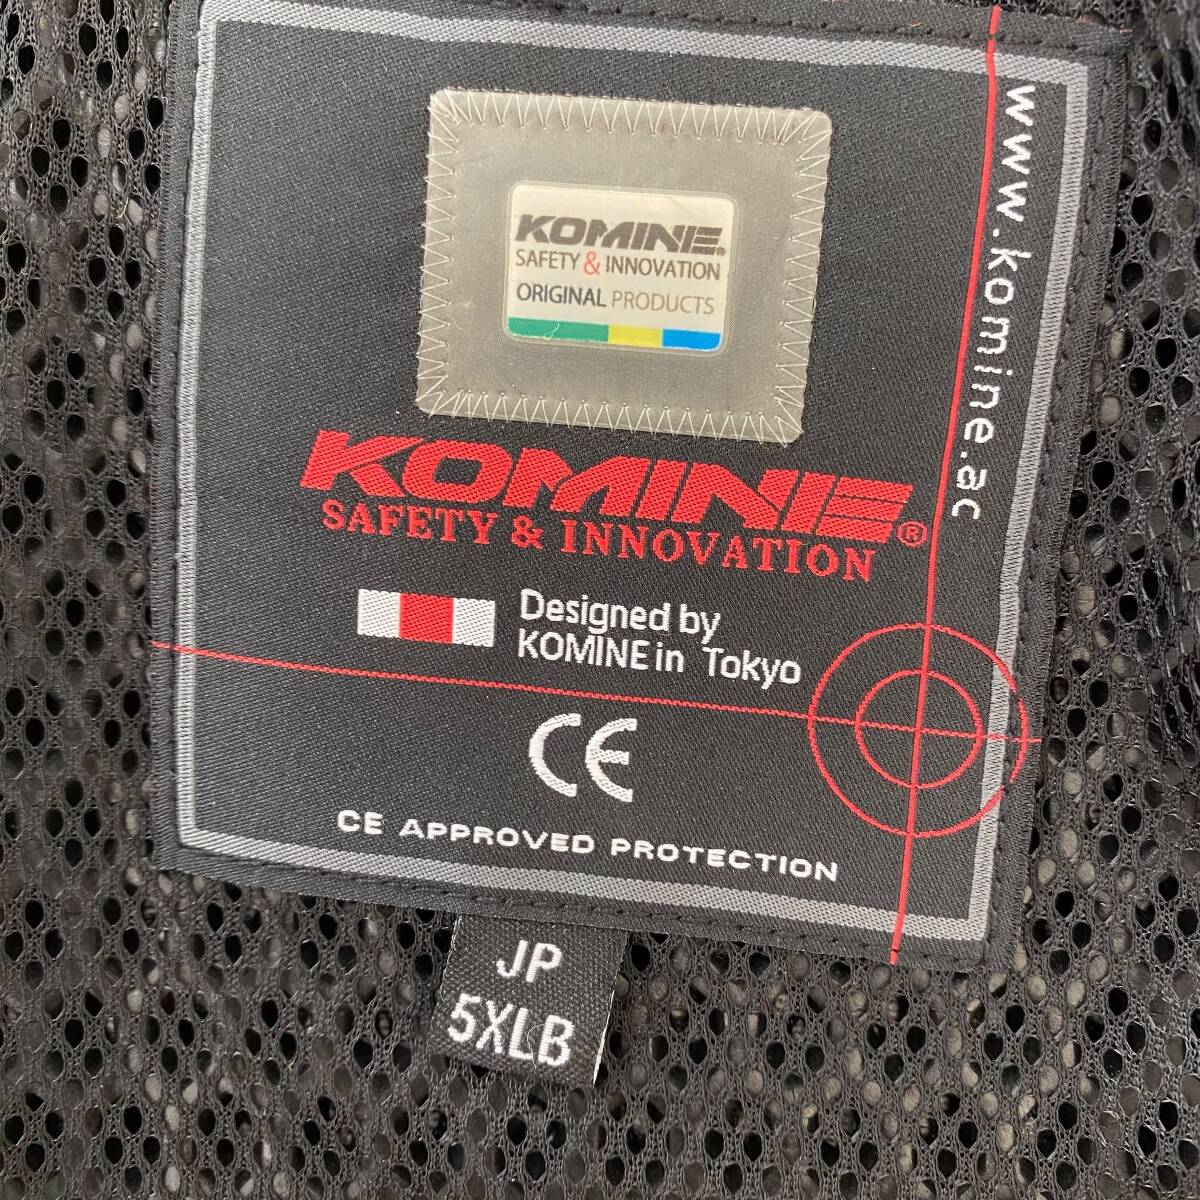 KOMINE®
SAFETY & INNOVATION
ORIGINAL PRODUCTS
www.komine.ac
KOMINE®
SAFETY & INNOVATION
Designed by
KOMINE in Tokyo
CE
CE APPROVED PROTECTION
JP
5XLB